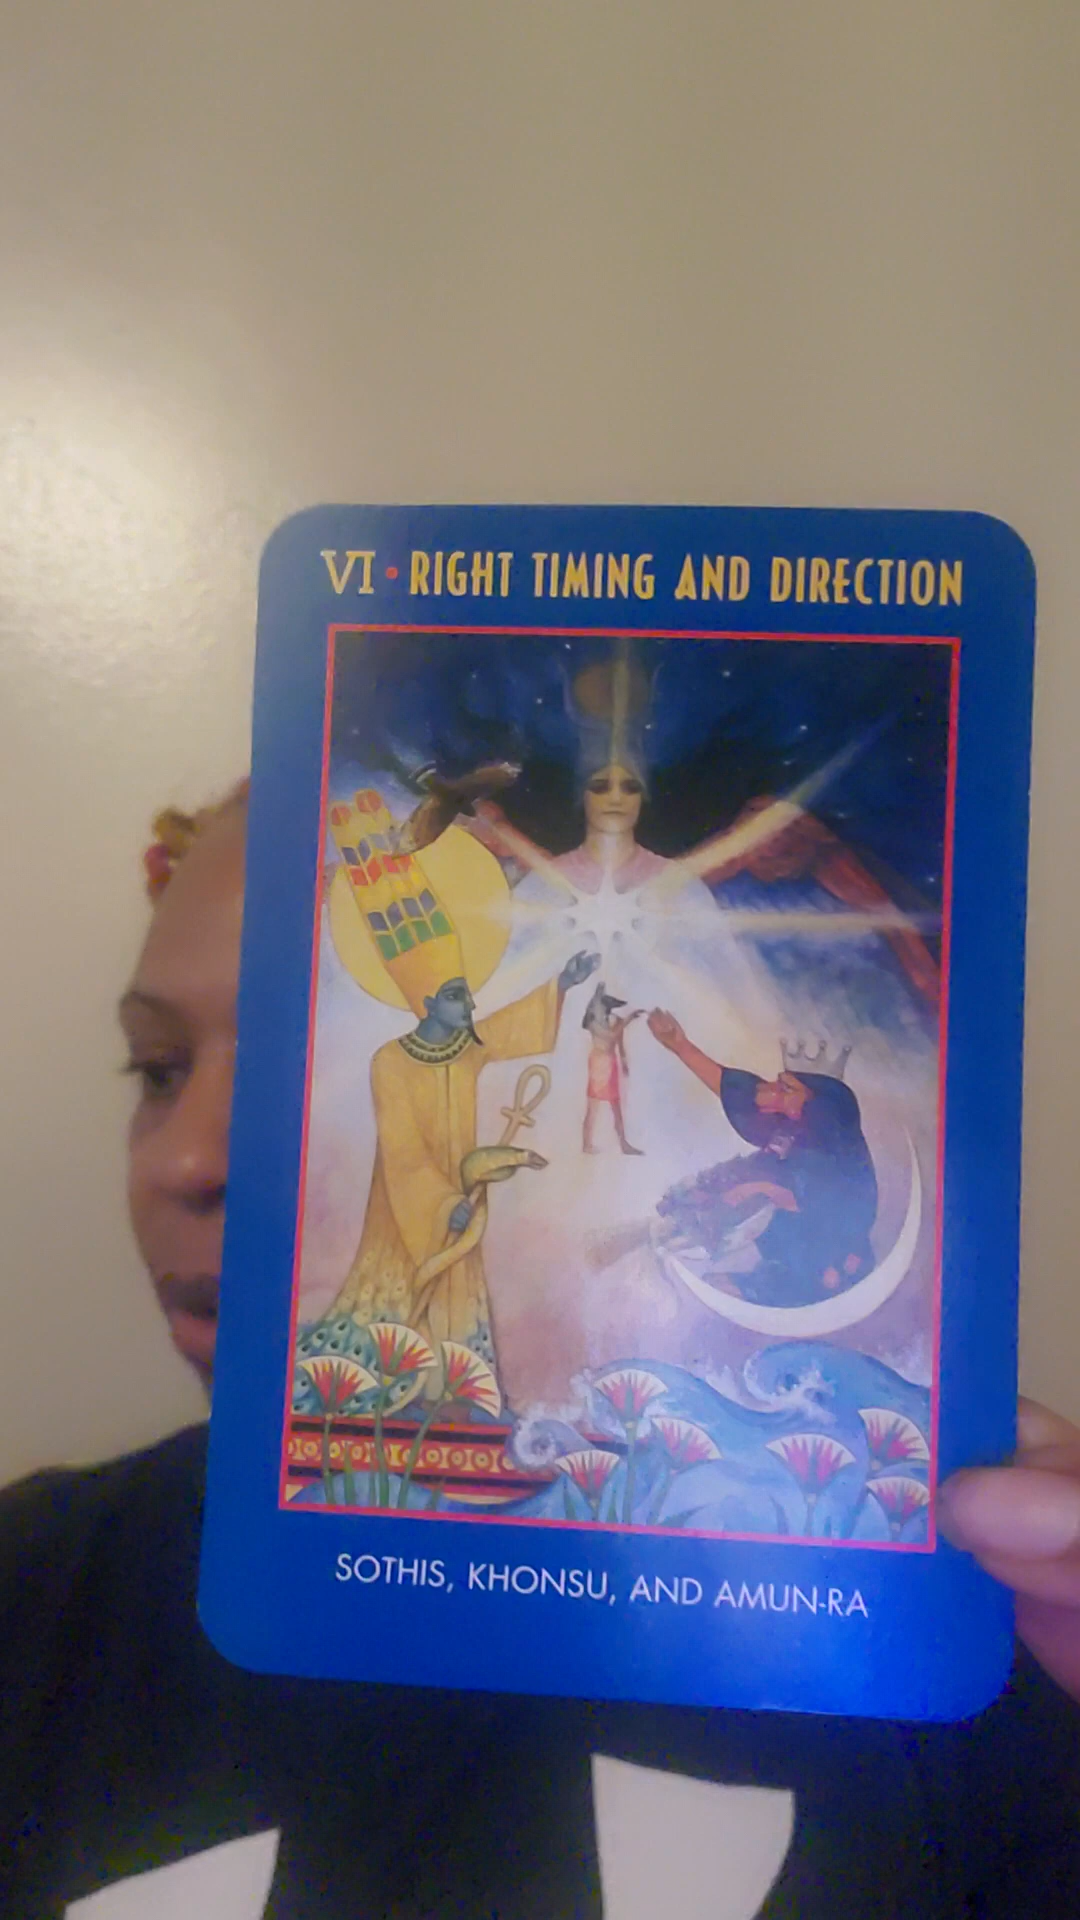 VI • RIGHT TIMING AND DIRECTION
SOTHIS, KHONSU, AND AMUN-RA